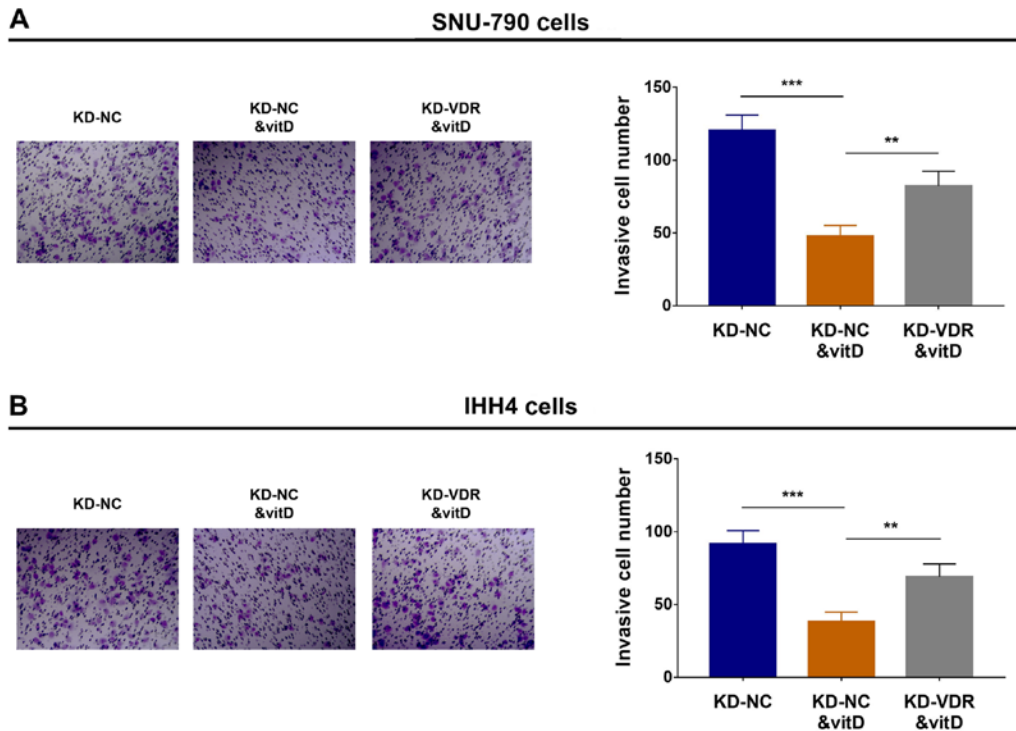 A
SNU-790 cells
KD-NC
KD-NC
&vitD
KD-VDR
&vitD
Invasive cell number
150
100
50
0
***
**
KD-NC
KD-NC
&vitD
KD-VDR
&vitD
B
IHH4 cells
KD-NC
KD-NC
&vitD
KD-VDR
&vitD
Invasive cell number
150
100
50
0
***
**
KD-NC
KD-NC
&vitD
KD-VDR
&vitD